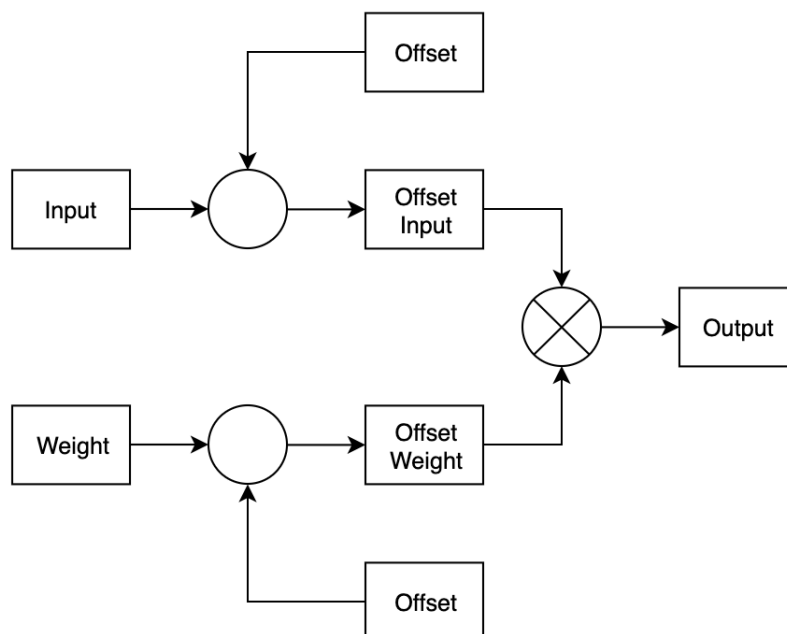 Offset
Input
Offset
Input
Output
Weight
Offset
Weight
Offset